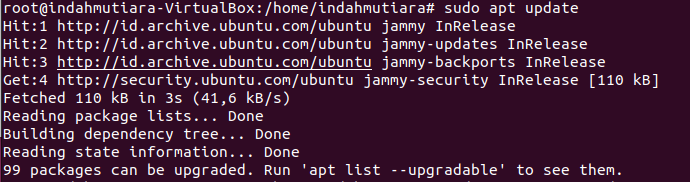 root@indahmutiara-VirtualBox:/home/indahmutiara# sudo apt update
Hit:1 http://id.archive.ubuntu.com/ubuntu jammy InRelease
Hit:2 http://id.archive.ubuntu.com/ubuntu jammy-updates InRelease
Hit:3 http://id.archive.ubuntu.com/ubuntu jammy-backports InRelease
Get:4 http://security.ubuntu.com/ubuntu jammy-security InRelease [110 kB]
Fetched 110 kB in 3s (41,6 kB/s)
Reading package lists... Done
Building dependency tree... Done
Reading state information... Done
99 packages can be upgraded. Run 'apt list --upgradable' to see them.